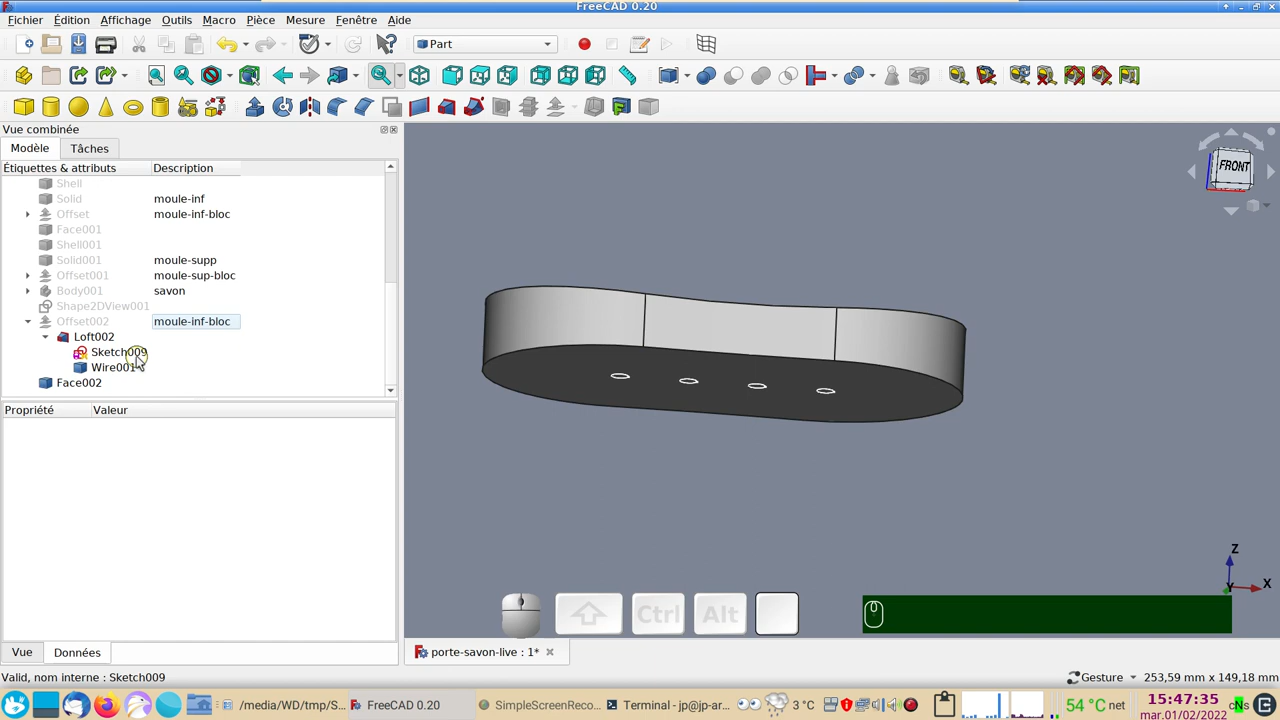 FreeCAD 0.20
Fichier Édition Affichage Outils Macro Pièce Mesure Fenêtre Aide
Part
Vue combinée
Modèle Tâches
Étiquettes & attributs Description
Shell
Solid moule-inf
Offset moule-inf-bloc
Face001
Shell001
Solid001 moule-supp
Offset001 moule-sup-bloc
Body001 savon
Shape2DView001
Offset002 moule-inf-bloc
Loft002
Sketch009
Wire001
Face002
Propriété Valeur
FRONT
Z
X
Y
Ctrl Alt
Vue Données
porte-savon-live : 1*
Valid, nom interne : Sketch009
Gesture 253,59 mm x 149,18 mm
/media/WD/tmp/S... FreeCAD 0.20 SimpleScreenReco... Terminal - jp@jp-ar... 3 °C 54 °C net 15:47:35
mar.01/02/2022